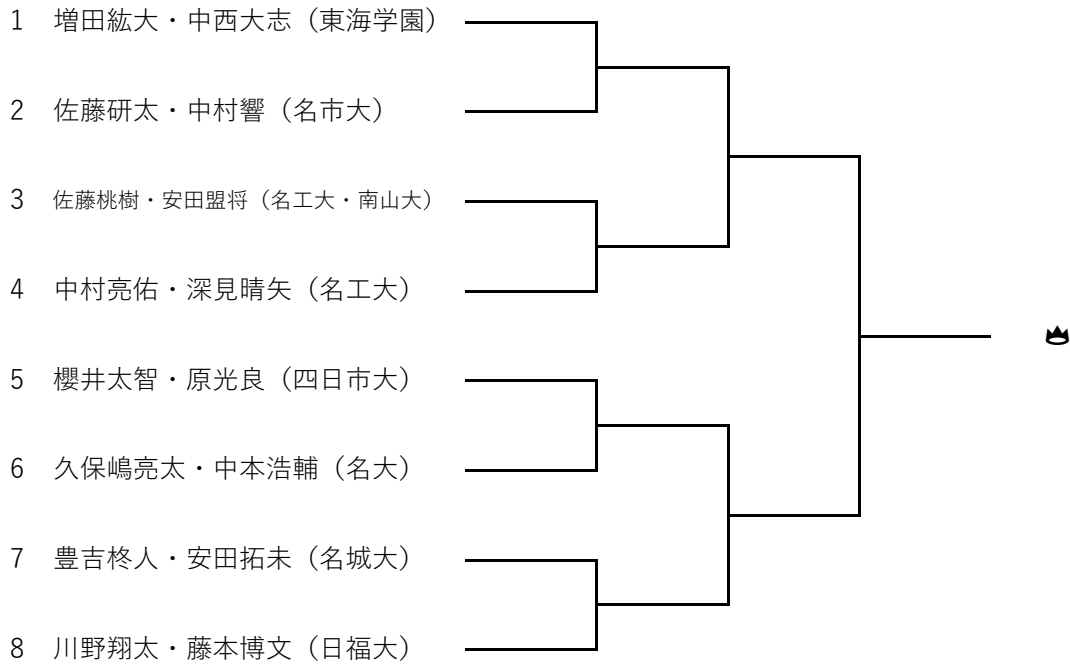 1 増田紘大・中西大志（東海学園）
2 佐藤研太・中村響（名市大）
3 佐藤桃樹・安田盟将（名工大・南山大）
4 中村亮佑・深見晴矢（名工大）
5 櫻井太智・原光良（四日市大）
6 久保嶋亮太・中本浩輔（名大）
7 豊吉柊人・安田拓未（名城大）
8 川野翔太・藤本博文（日福大）